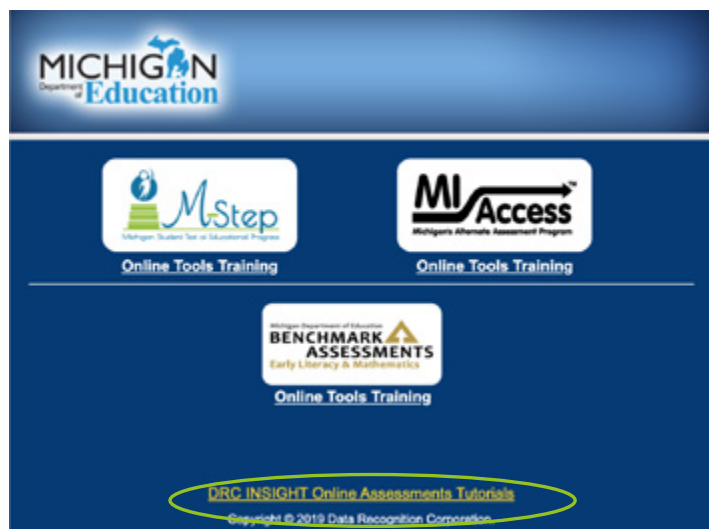 MICHIGAN
Department of Education
M-Step
Michigan Student Test of Educational Progress
Online Tools Training
MI Access™
Michigan's Alternate Assessment Program
Online Tools Training
Michigan Department of Education
BENCHMARK
ASSESSMENTS
Early Literacy & Mathematics
Online Tools Training
DRC INSIGHT Online Assessments Tutorials
Copyright © 2019 Data Recognition Corporation.